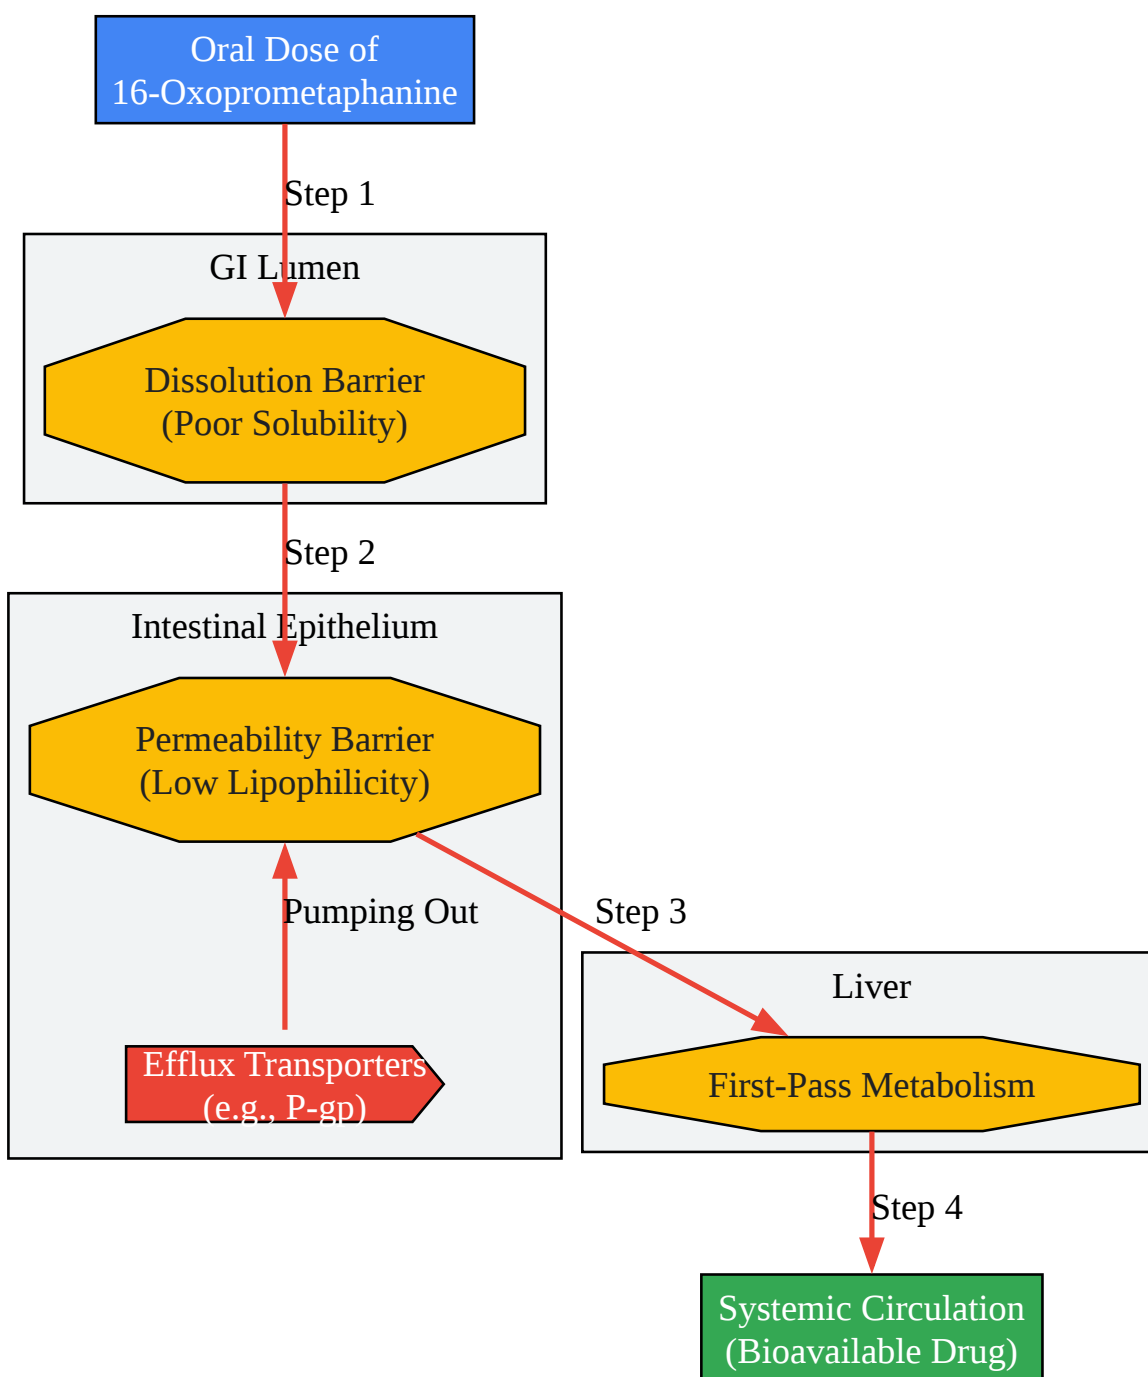 Oral Dose of
16-Oxoprometaphanine
Step 1
GI Lumen
Dissolution Barrier
(Poor Solubility)
Step 2
Intestinal Epithelium
Permeability Barrier
(Low Lipophilicity)
Pumping Out
Step 3
Efflux Transporters
(e.g., P-gp)
Liver
First-Pass Metabolism
Step 4
Systemic Circulation
(Bioavailable Drug)